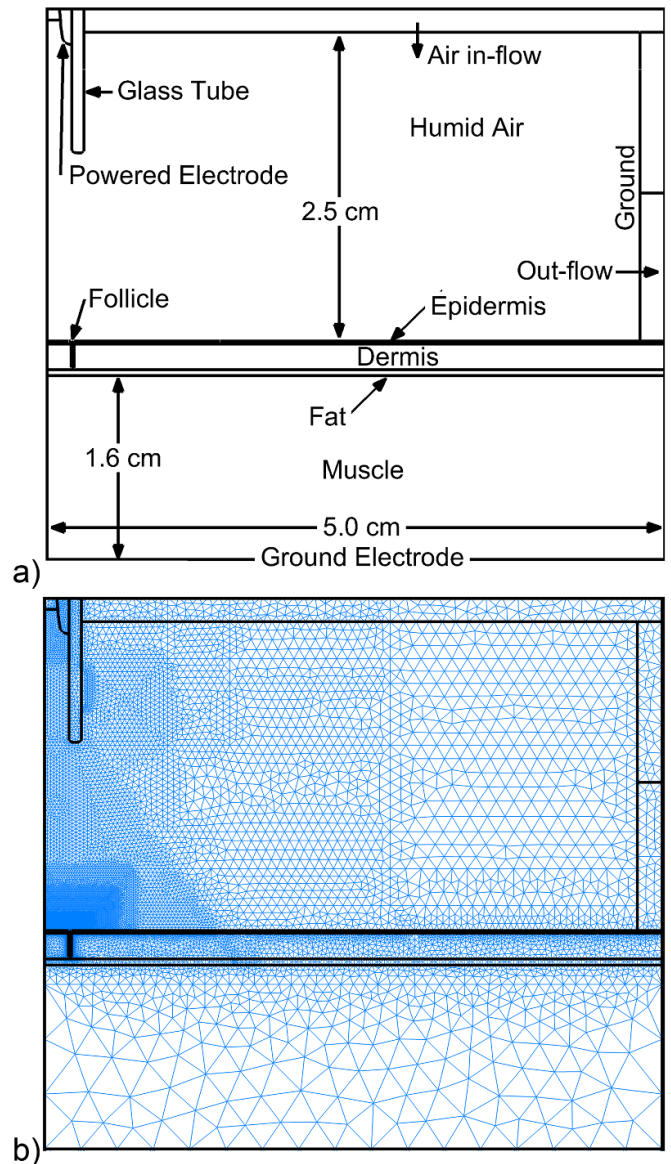 Air in-flow
Glass Tube
Humid Air
Powered Electrode
2.5 cm
Ground
Out-flow
Follicle
Epidermis
Dermis
Fat
1.6 cm
Muscle
5.0 cm
Ground Electrode
a)
b)